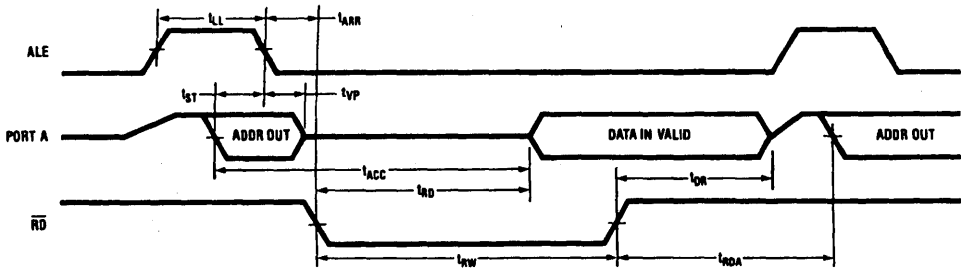 tLL
tARR
ALE
tST
tVP
PORT A
ADDR OUT
DATA IN VALID
ADDR OUT
tACC
tRD
tDR
RD
tRW
tRDA